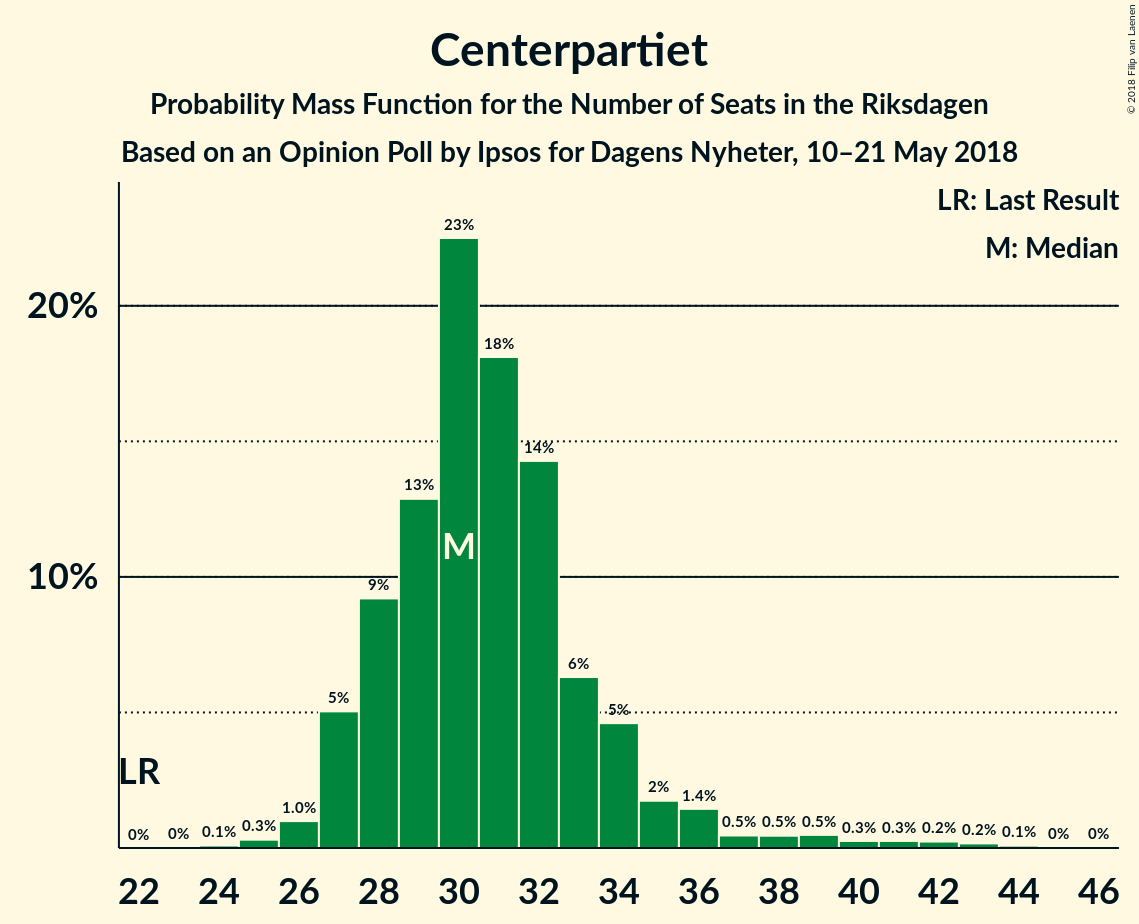 Centerpartiet
Probability Mass Function for the Number of Seats in the Riksdagen
Based on an Opinion Poll by Ipsos for Dagens Nyheter, 10–21 May 2018
© 2018 Filip van Laenen
LR: Last Result
M: Median
23%
20%
18%
14%
13%
M
10%
9%
6%
5%
5%
LR
2%
1.4%
1.0%
0% 0% 0.1% 0.3% 0.5% 0.5% 0.5% 0.3% 0.3% 0.2% 0.2% 0.1% 0% 0%
22 24 26 28 30 32 34 36 38 40 42 44 46